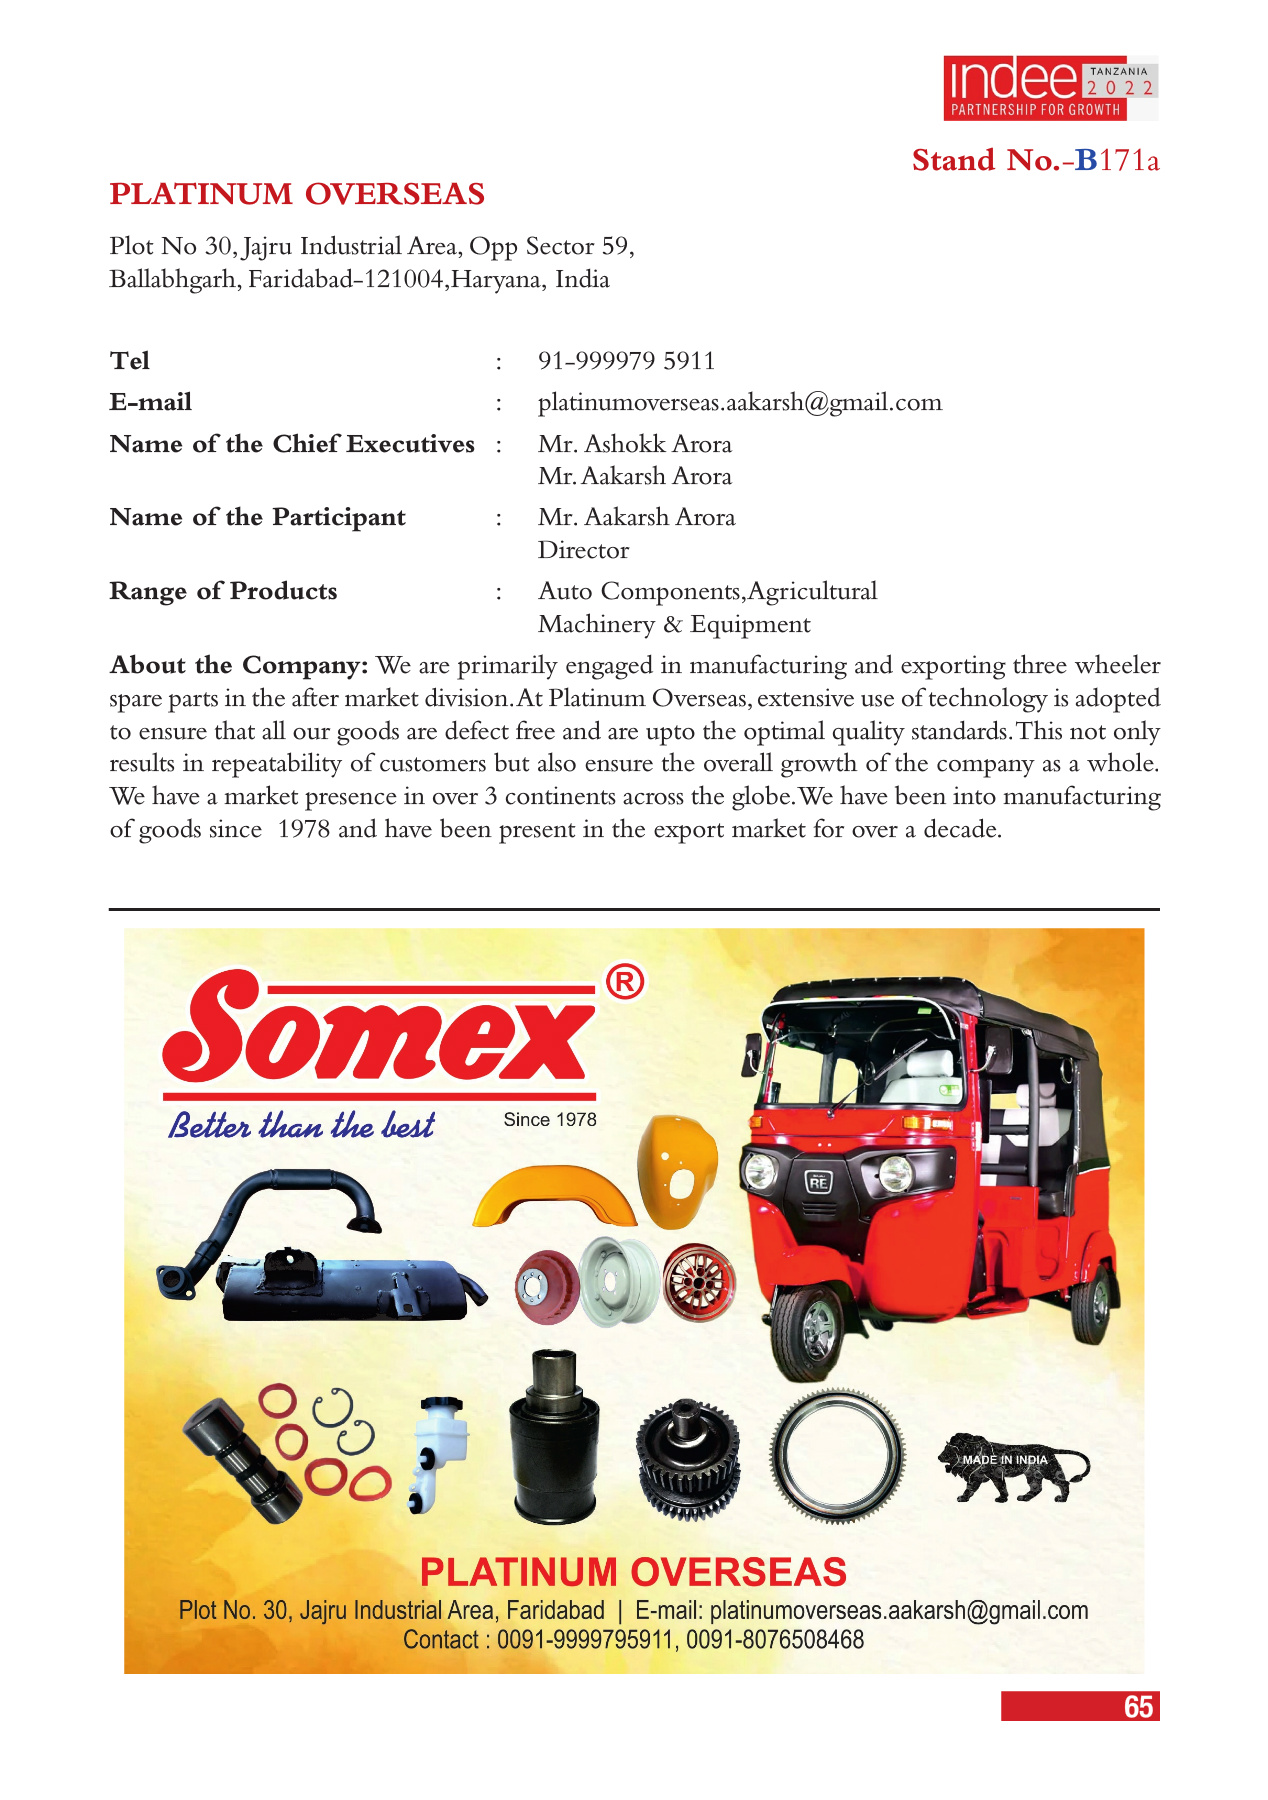 indee TANZANIA
2022
PARTNERSHIP FOR GROWTH
Stand No.-B171a
PLATINUM OVERSEAS
Plot No 30, Jajru Industrial Area, Opp Sector 59,
Ballabhgarh, Faridabad-121004,Haryana, India
Tel : 91-999979 5911
E-mail : platinumoverseas.aakarsh@gmail.com
Name of the Chief Executives : Mr. Ashokk Arora
Mr. Aakarsh Arora
Name of the Participant : Mr. Aakarsh Arora
Director
Range of Products : Auto Components,Agricultural
Machinery & Equipment
About the Company: We are primarily engaged in manufacturing and exporting three wheeler
spare parts in the after market division. At Platinum Overseas, extensive use of technology is adopted
to ensure that all our goods are defect free and are upto the optimal quality standards. This not only
results in repeatability of customers but also ensure the overall growth of the company as a whole.
We have a market presence in over 3 continents across the globe. We have been into manufacturing
of goods since 1978 and have been present in the export market for over a decade.
Somex ®
Better than the best
Since 1978
RE
MADE IN INDIA
PLATINUM OVERSEAS
Plot No. 30, Jajru Industrial Area, Faridabad | E-mail: platinumoverseas.aakarsh@gmail.com
Contact : 0091-9999795911, 0091-8076508468
65